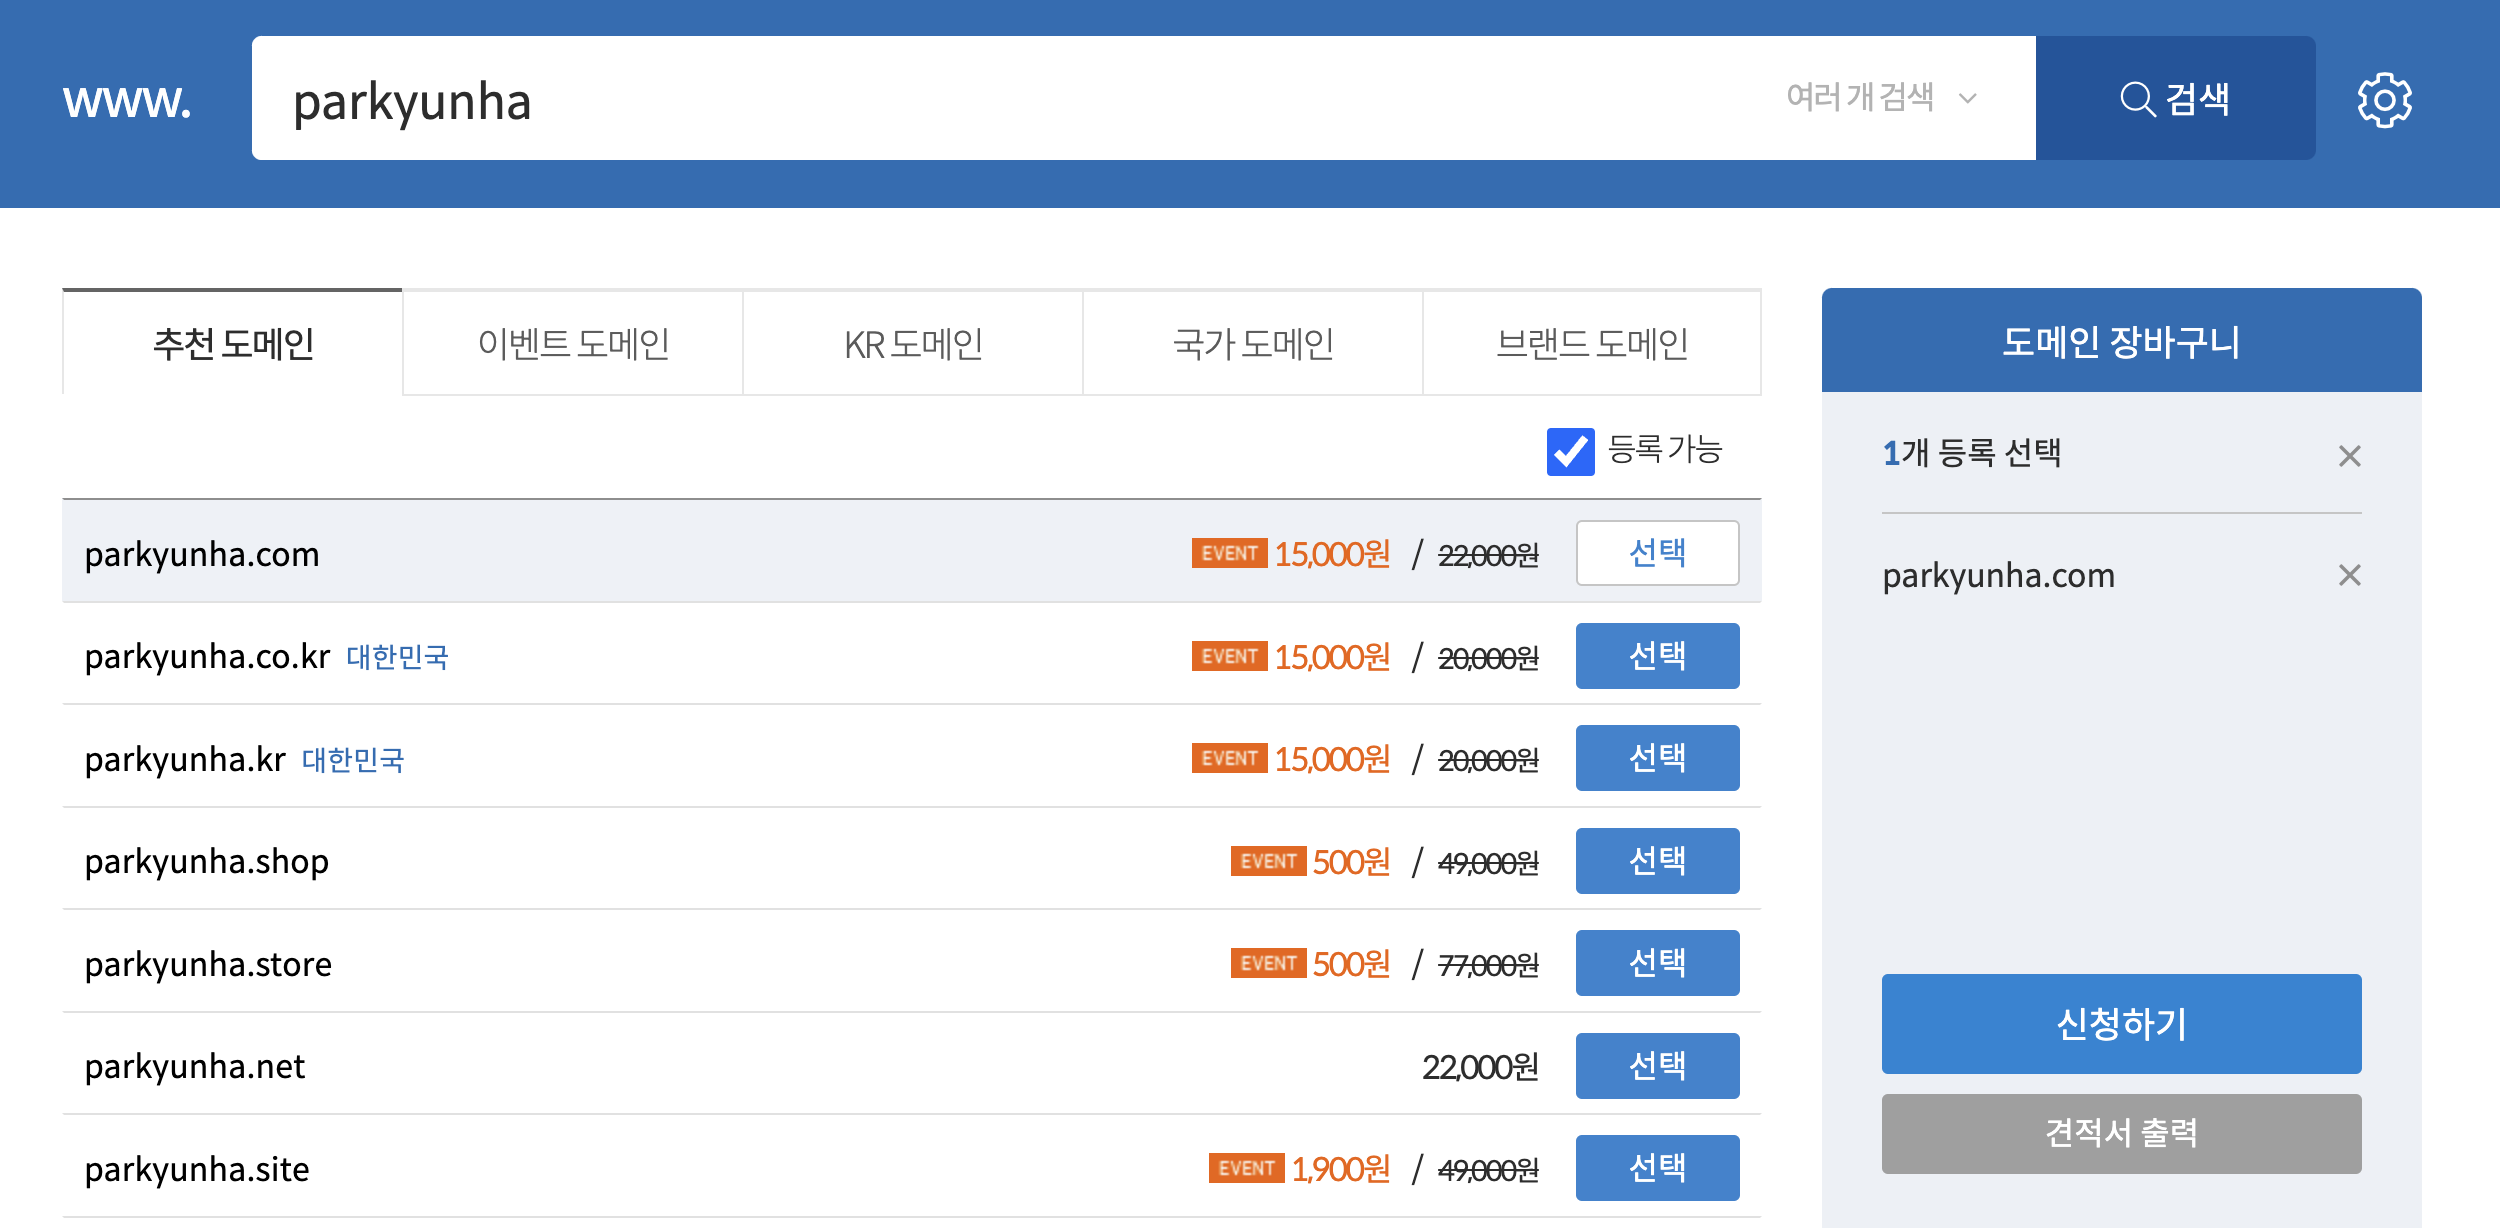 www. parkyunha 여러 개 검색 검색
추천 도메인 이벤트 도메인 KR 도메인 국가 도메인 브랜드 도메인
등록 가능
parkyunha.com EVENT 15,000원 / 22,000원 선택
parkyunha.co.kr 대한민국 EVENT 15,000원 / 20,000원 선택
parkyunha.kr 대한민국 EVENT 15,000원 / 20,000원 선택
parkyunha.shop EVENT 500원 / 49,000원 선택
parkyunha.store EVENT 500원 / 77,000원 선택
parkyunha.net 22,000원 선택
parkyunha.site EVENT 1,900원 / 49,000원 선택
도메인 장바구니
1개 등록 선택
parkyunha.com
신청하기
견적서 출력